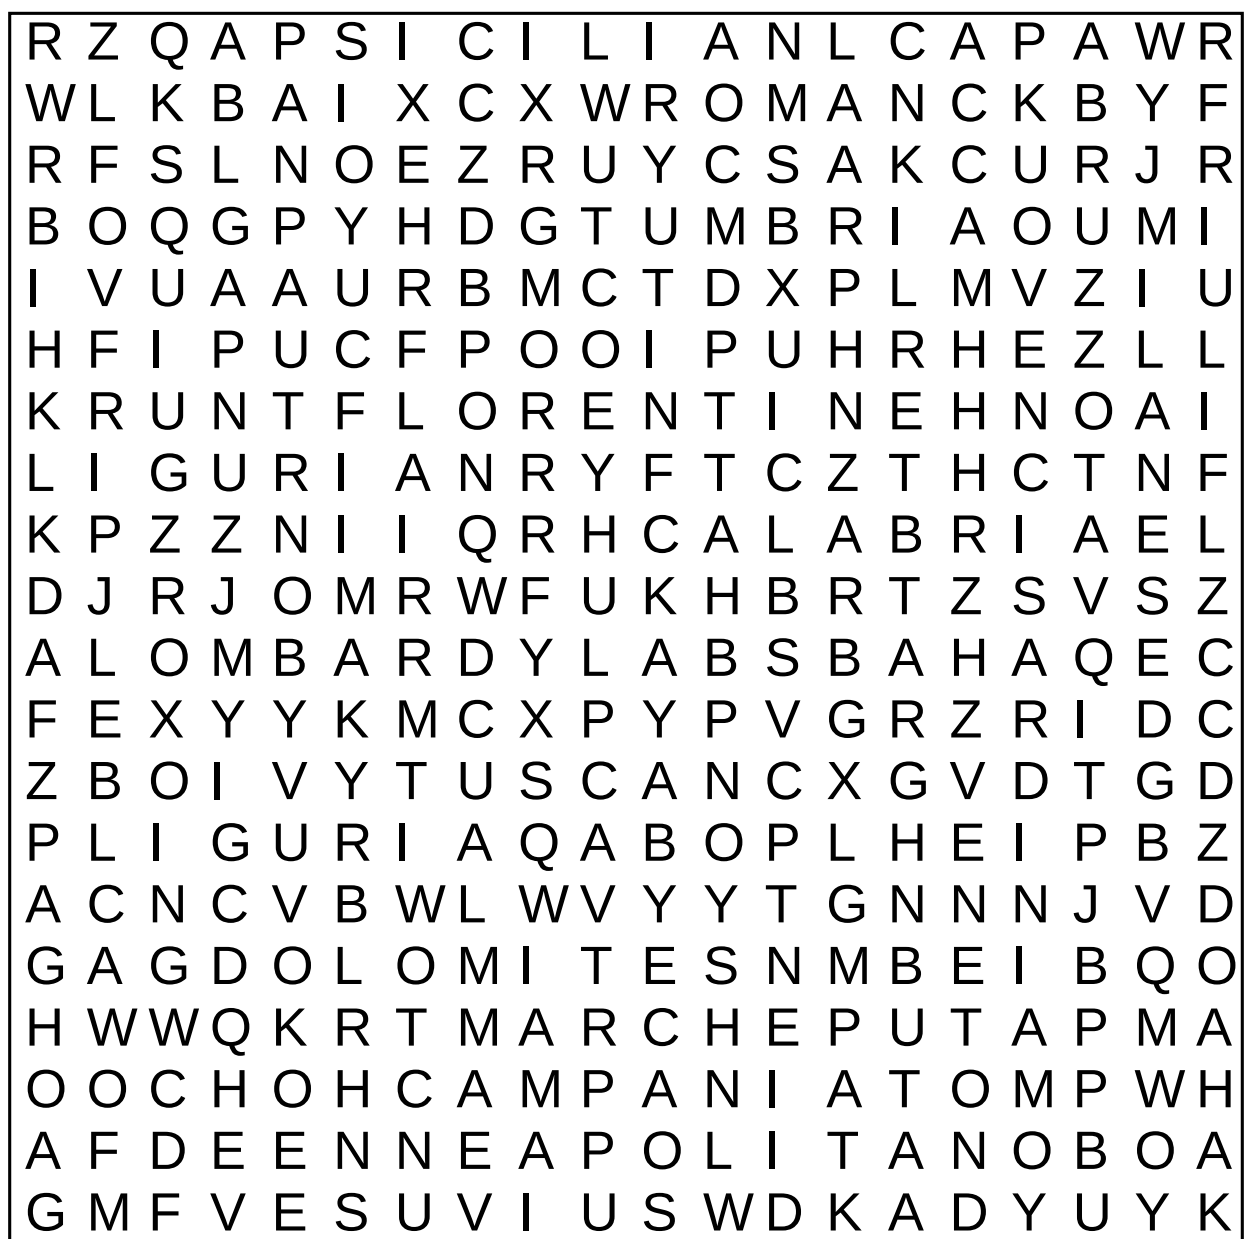 R Z Q A P S I C I L I A N L C A P A W R
W L K B A I X C X W R O M A N C K B Y F
R F S L N O E Z R U Y C S A K C U R J R
B O Q G P Y H D G T U M B R I A O U M I
I V U A A U R B M C T D X P L M V Z I U
H F I P U C F P O O I P U H R H E Z L L
K R U N T F L O R E N T I N E H N O A I
L I G U R I A N R Y F T C Z T H C T N F
K P Z Z N I I Q R H C A L A B R I A E L
D J R J O M R W F U K H B R T Z S V S Z
A L O M B A R D Y L A B S B A H A Q E C
F E X Y Y K M C X P Y P V G R Z R I D C
Z B O I V Y T U S C A N C X G V D T G D
P L I G U R I A Q A B O P L H E I P B Z
A C N C V B W L W V Y Y T G N N N J V D
G A G D O L O M I T E S N M B E I B Q O
H W W Q K R T M A R C H E P U T A P M A
O O C H O H C A M P A N I A T O M P W H
A F D E E N N E A P O L I T A N O B O A
G M F V E S U V I U S W D K A D Y U Y K